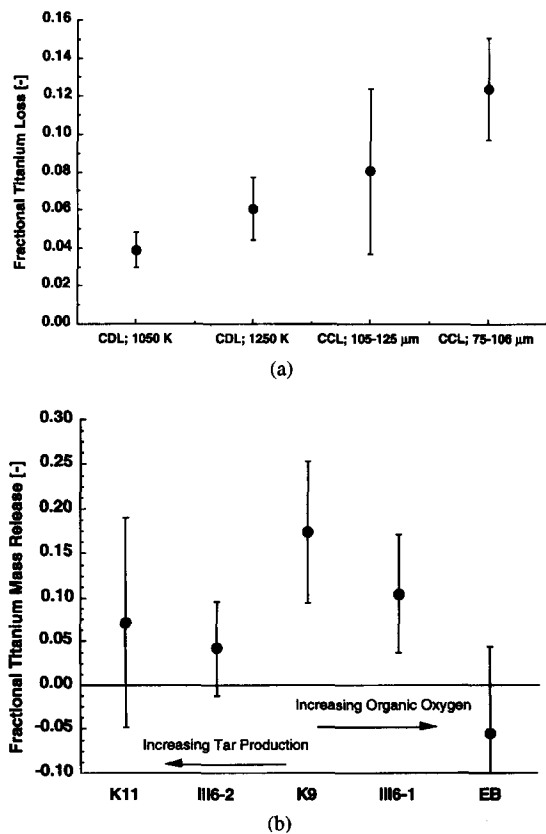 Fractional Titanium Loss [-]
0.16
0.14
0.12
0.10
0.08
0.06
0.04
0.02
0.00
CDL; 1050 K CDL; 1250 K CCL; 105-125 μm CCL; 75-106 μm
(a)
Fractional Titanium Mass Release [-]
0.30
0.25
0.20
0.15
0.10
0.05
0.00
-0.05
-0.10
Increasing Organic Oxygen
Increasing Tar Production
K11 III6-2 K9 III6-1 EB
(b)